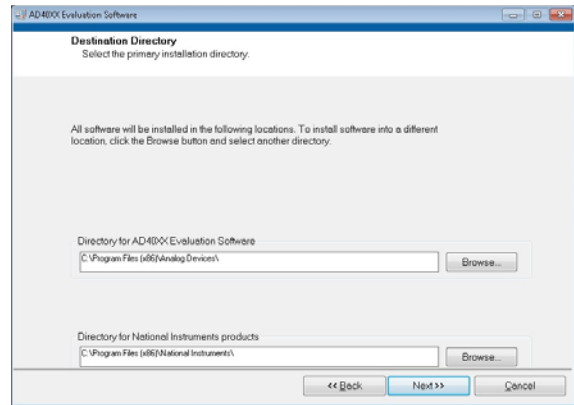 AD40XX Evaluation Software
Destination Directory
Select the primary installation directory.
All software will be installed in the following locations. To install software into a different
location, click the Browse button and select another directory.
Directory for AD40XX Evaluation Software
C:\Program Files (x86)\Analog Devices\
Browse...
Directory for National Instruments products
C:\Program Files (x86)\National Instruments\
Browse...
<< Back
Next >>
Cancel